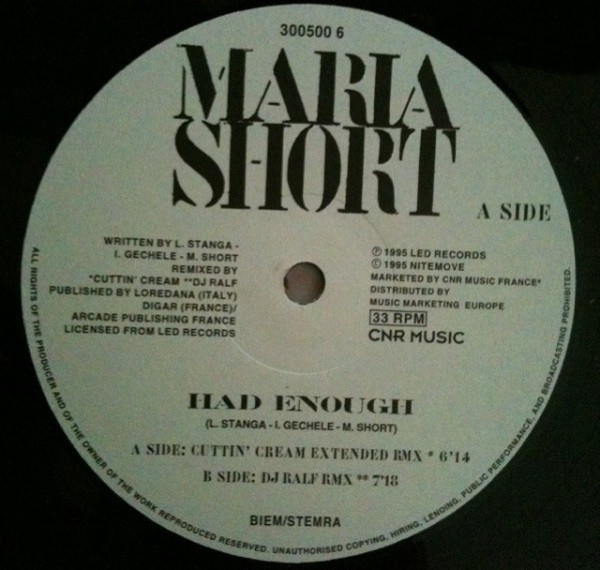 300500 6
MARIA
SHORT
A SIDE
WRITTEN BY L. STANGA -
I. GECHELE - M. SHORT
REMIXED BY
*CUTTIN' CREAM **DJ RALF
PUBLISHED BY LOREDANA (ITALY)
DIGAR (FRANCE)/
ARCADE PUBLISHING FRANCE
LICENSED FROM LED RECORDS
℗ 1995 LED RECORDS
© 1995 NITEMOVE
MARKETED BY CNR MUSIC FRANCE*
DISTRIBUTED BY
MUSIC MARKETING EUROPE
33 RPM
CNR MUSIC
HAD ENOUGH
(L. STANGA - I. GECHELE - M. SHORT)
A SIDE: CUTTIN' CREAM EXTENDED RMX * 6'14
B SIDE: DJ RALF RMX ** 7'18
BIEM/STEMRA
ALL RIGHTS OF THE PRODUCER AND OF THE OWNER OF THE WORK REPRODUCED RESERVED. UNAUTHORISED COPYING, HIRING, LENDING, PUBLIC PERFORMANCE, AND BROADCASTING PROHIBITED.